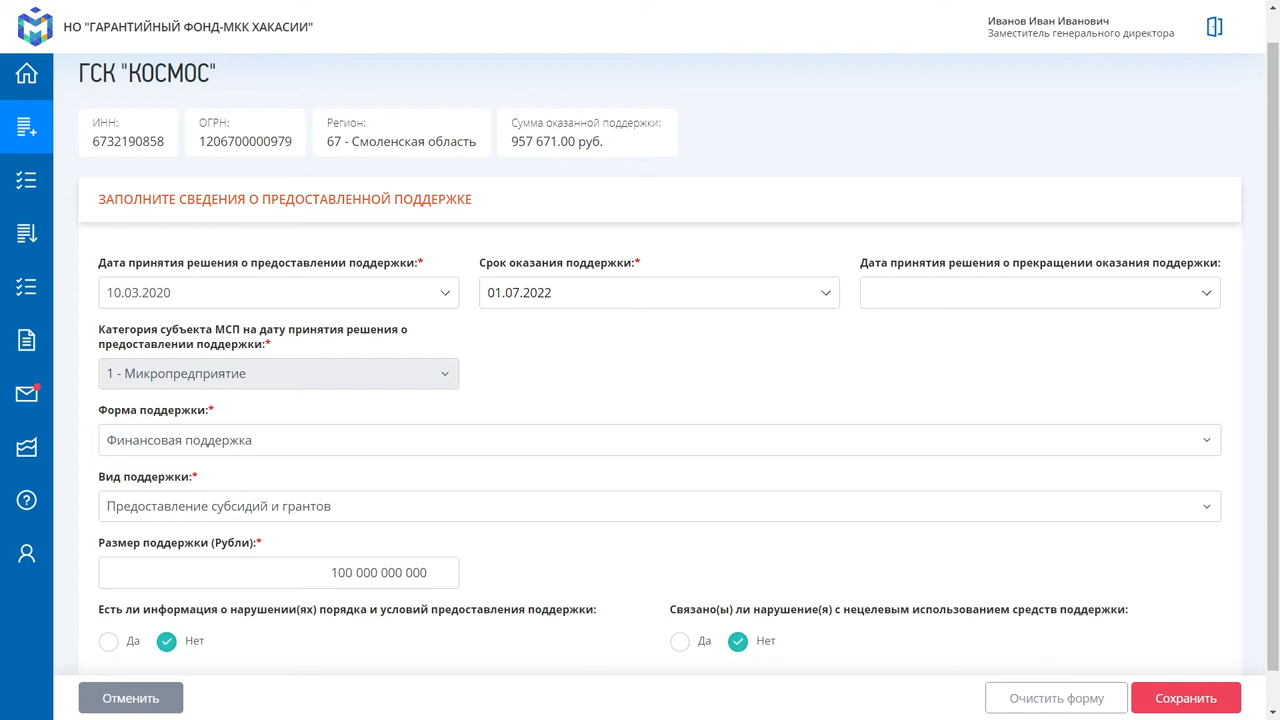 НО "ГАРАНТИЙНЫЙ ФОНД-МКК ХАКАСИИ"
Иванов Иван Иванович
Заместитель генерального директора
ГСК "КОСМОС"
ИНН:
6732190858
ОГРН:
1206700000979
Регион:
67 - Смоленская область
Сумма оказанной поддержки:
957 671.00 руб.
ЗАПОЛНИТЕ СВЕДЕНИЯ О ПРЕДОСТАВЛЕННОЙ ПОДДЕРЖКЕ
Дата принятия решения о предоставлении поддержки:*
10.03.2020
Срок оказания поддержки:*
01.07.2022
Дата принятия решения о прекращении оказания поддержки:
Категория субъекта МСП на дату принятия решения о
предоставлении поддержки:*
1 - Микропредприятие
Форма поддержки:*
Финансовая поддержка
Вид поддержки:*
Предоставление субсидий и грантов
Размер поддержки (Рубли):*
100 000 000 000
Есть ли информация о нарушении(ях) порядка и условий предоставления поддержки:
Да Нет
Связано(ы) ли нарушение(я) с нецелевым использованием средств поддержки:
Да Нет
Отменить
Очистить форму
Сохранить